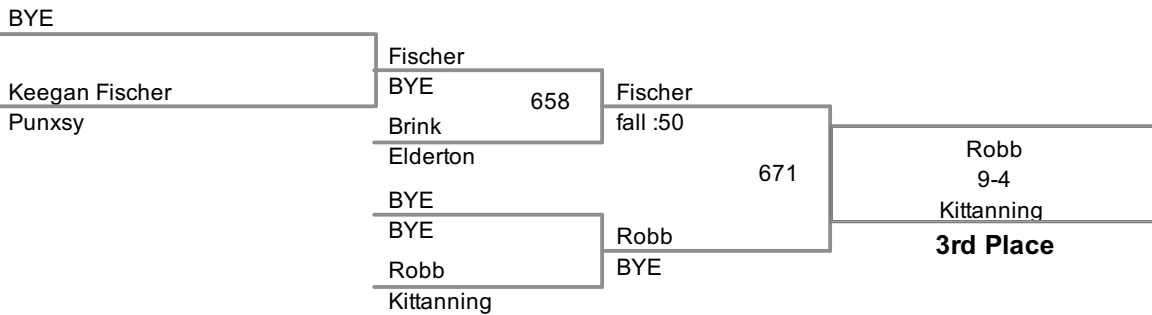 BYE
Keegan Fischer
Punxsy
Fischer
BYE
658
Brink
Elderton
BYE
BYE
Robb
Kittanning
Fischer
fall :50
671
Robb
BYE
Robb
9-4
Kittanning
3rd Place